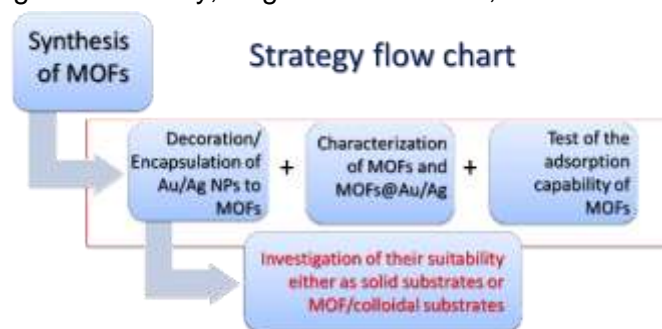 Synthesis
of MOFs
Strategy flow chart
Decoration/
Encapsulation of
Au/Ag NPs to
MOFs
+
Characterization
of MOFs and
MOFs@Au/Ag
+
Test of the
adsorption
capability of
MOFs
Investigation of their suitability
either as solid substrates or
MOF/colloidal substrates